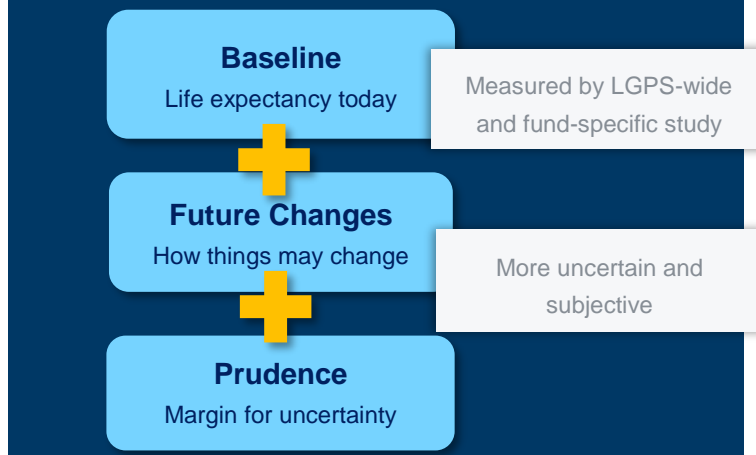 Baseline
Life expectancy today
Measured by LGPS-wide
and fund-specific study
Future Changes
How things may change
More uncertain and
subjective
Prudence
Margin for uncertainty